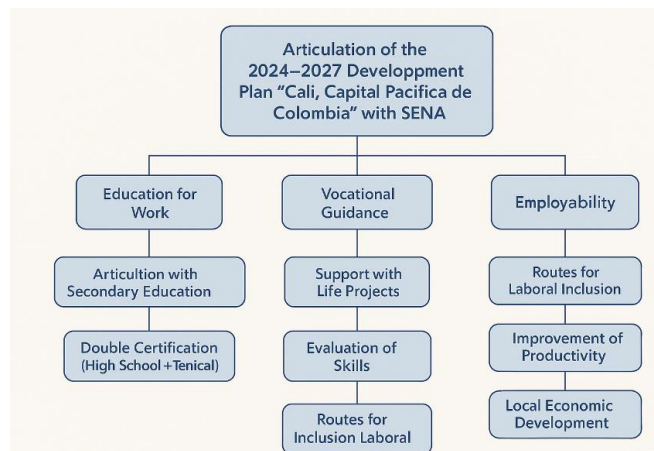 Articulation of the
2024–2027 Developpment
Plan “Cali, Capital Pacifica de
Colombia” with SENA
Education for
Work
Articultion with
Secondary Education
Double Certification
(High School +Tenical)
Vocational
Guidance
Support with
Life Projects
Evaluation of
Skills
Routes for
Inclusion Laboral
Employability
Routes for
Laboral Inclusion
Improvement of
Productivity
Local Economic
Development